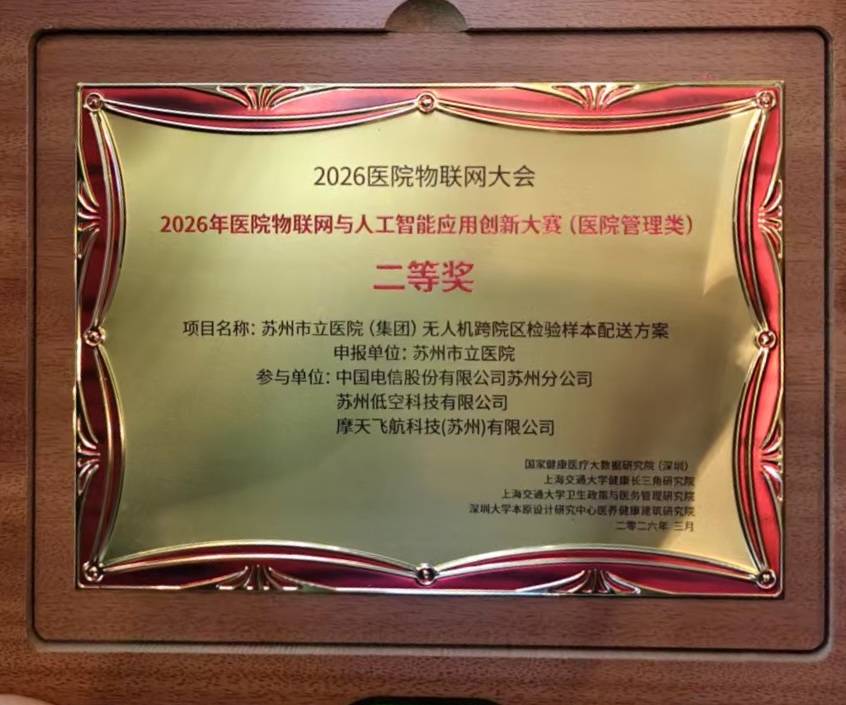 2026医院物联网大会
2026年医院物联网与人工智能应用创新大赛（医院管理类）
二等奖
项目名称：苏州市立医院（集团）无人机跨院区检验样本配送方案
申报单位：苏州市立医院
参与单位：中国电信股份有限公司苏州分公司
苏州低空科技有限公司
摩天飞航科技(苏州)有限公司
国家健康医疗大数据研究院（深圳）
上海交通大学健康长三角研究院
上海交通大学卫生政策与医务管理研究院
深圳大学本原设计研究中心医养健康建筑研究院
二零二六年 三月